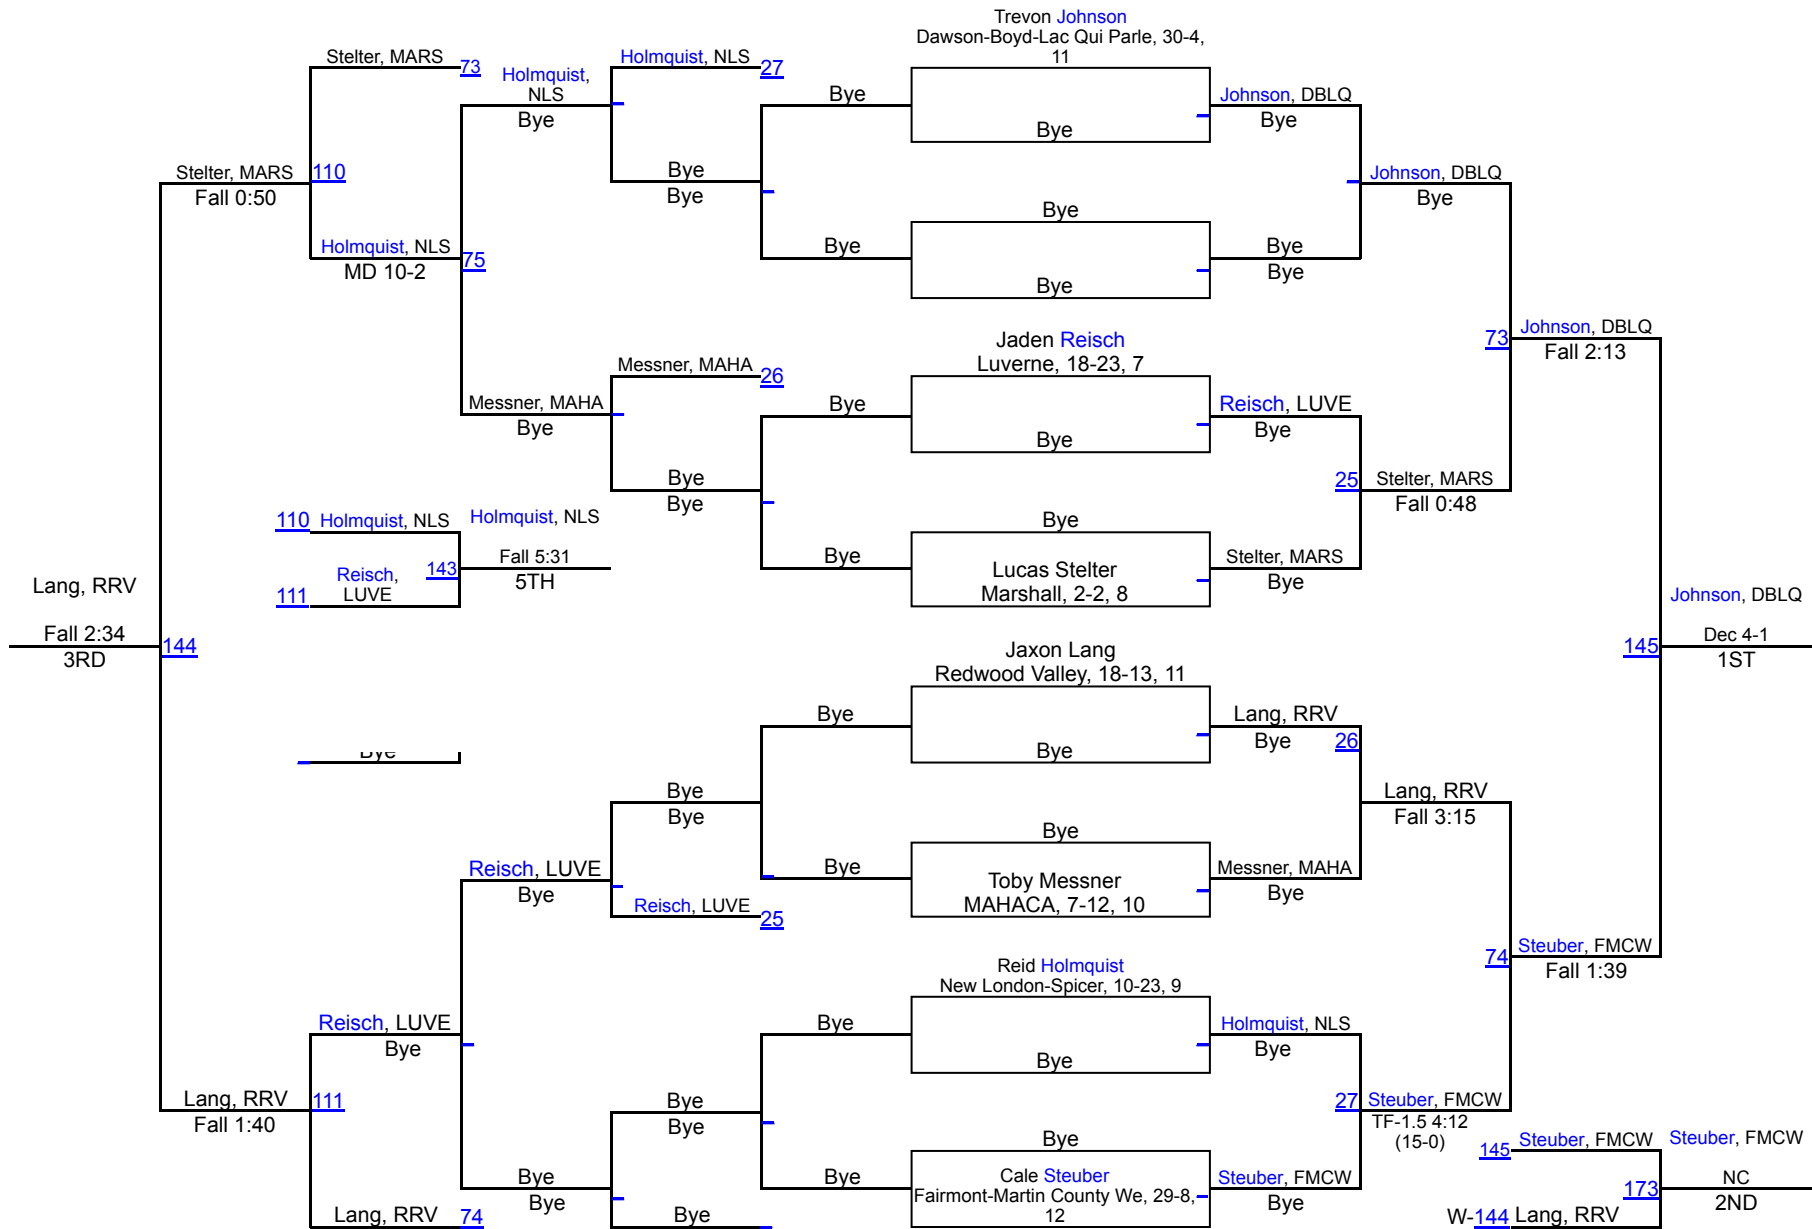 Trevon Johnson
Dawson-Boyd-Lac Qui Parle, 30-4,
11
Stelter, MARS 73
Holmquist, NLS 27
Holmquist,
NLS
Bye
Bye
Johnson, DBLQ
Bye
Bye
Stelter, MARS 110
Fall 0:50
Bye
Bye
Johnson, DBLQ
Bye
Bye
Holmquist, NLS 75
MD 10-2
Bye
Bye
Bye
Bye
Jaden Reisch
Luverne, 18-23, 7
73 Johnson, DBLQ
Fall 2:13
Messner, MAHA 26
Messner, MAHA
Bye
Bye
Reisch, LUVE
Bye
Bye
Bye
Bye
25 Stelter, MARS
Fall 0:48
110 Holmquist, NLS
Holmquist, NLS
Bye
Fall 5:31
143
5TH
Bye
Lucas Stelter
Marshall, 2-2, 8
Stelter, MARS
Bye
Reisch,
LUVE
111
Lang, RRV
Fall 2:34
3RD
144
Johnson, DBLQ
145
Dec 4-1
1ST
Jaxon Lang
Redwood Valley, 18-13, 11
Bye
Bye
Lang, RRV
Bye 26
Bye
Bye
Bye
Lang, RRV
Fall 3:15
Bye
Reisch, LUVE
Bye
Bye
Toby Messner
MAHACA, 7-12, 10
Messner, MAHA
Bye
Reisch, LUVE 25
Reid Holmquist
New London-Spicer, 10-23, 9
74 Steuber, FMCW
Fall 1:39
Reisch, LUVE
Bye
Bye
Bye
Holmquist, NLS
Bye
Lang, RRV 111
Fall 1:40
Bye
Bye
27 Steuber, FMCW
TF-1.5 4:12
(15-0)
Bye
145 Steuber, FMCW
Steuber, FMCW
Bye
Bye
Bye
Cale Steuber
Fairmont-Martin County We, 29-8,
12
Steuber, FMCW
Bye
173
NC
2ND
Lang, RRV 74
Bye
W-144 Lang, RRV